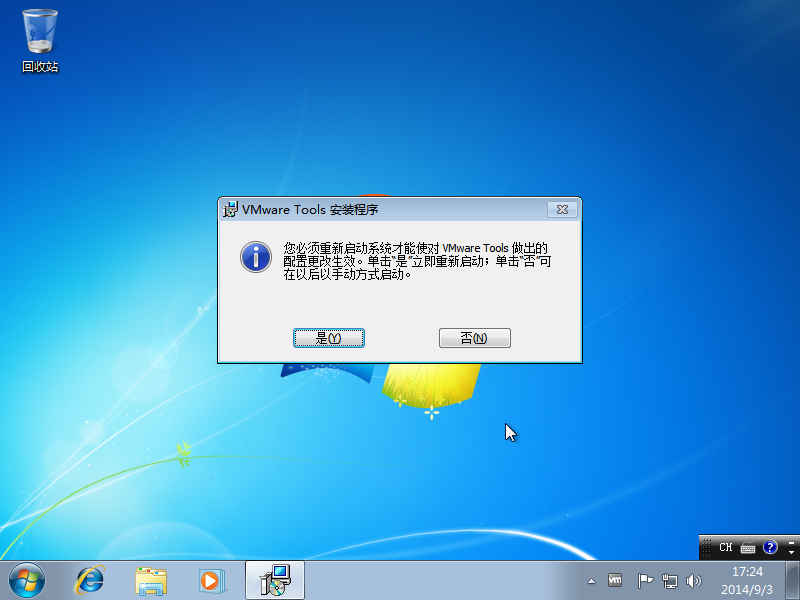 回收站
VMware Tools 安装程序
您必须重新启动系统才能使对 VMware Tools 做出的
配置更改生效。单击“是”立即重新启动；单击“否”可
在以后以手动方式启动。
是(Y)
否(N)
CH
vm
17:24
2014/9/3